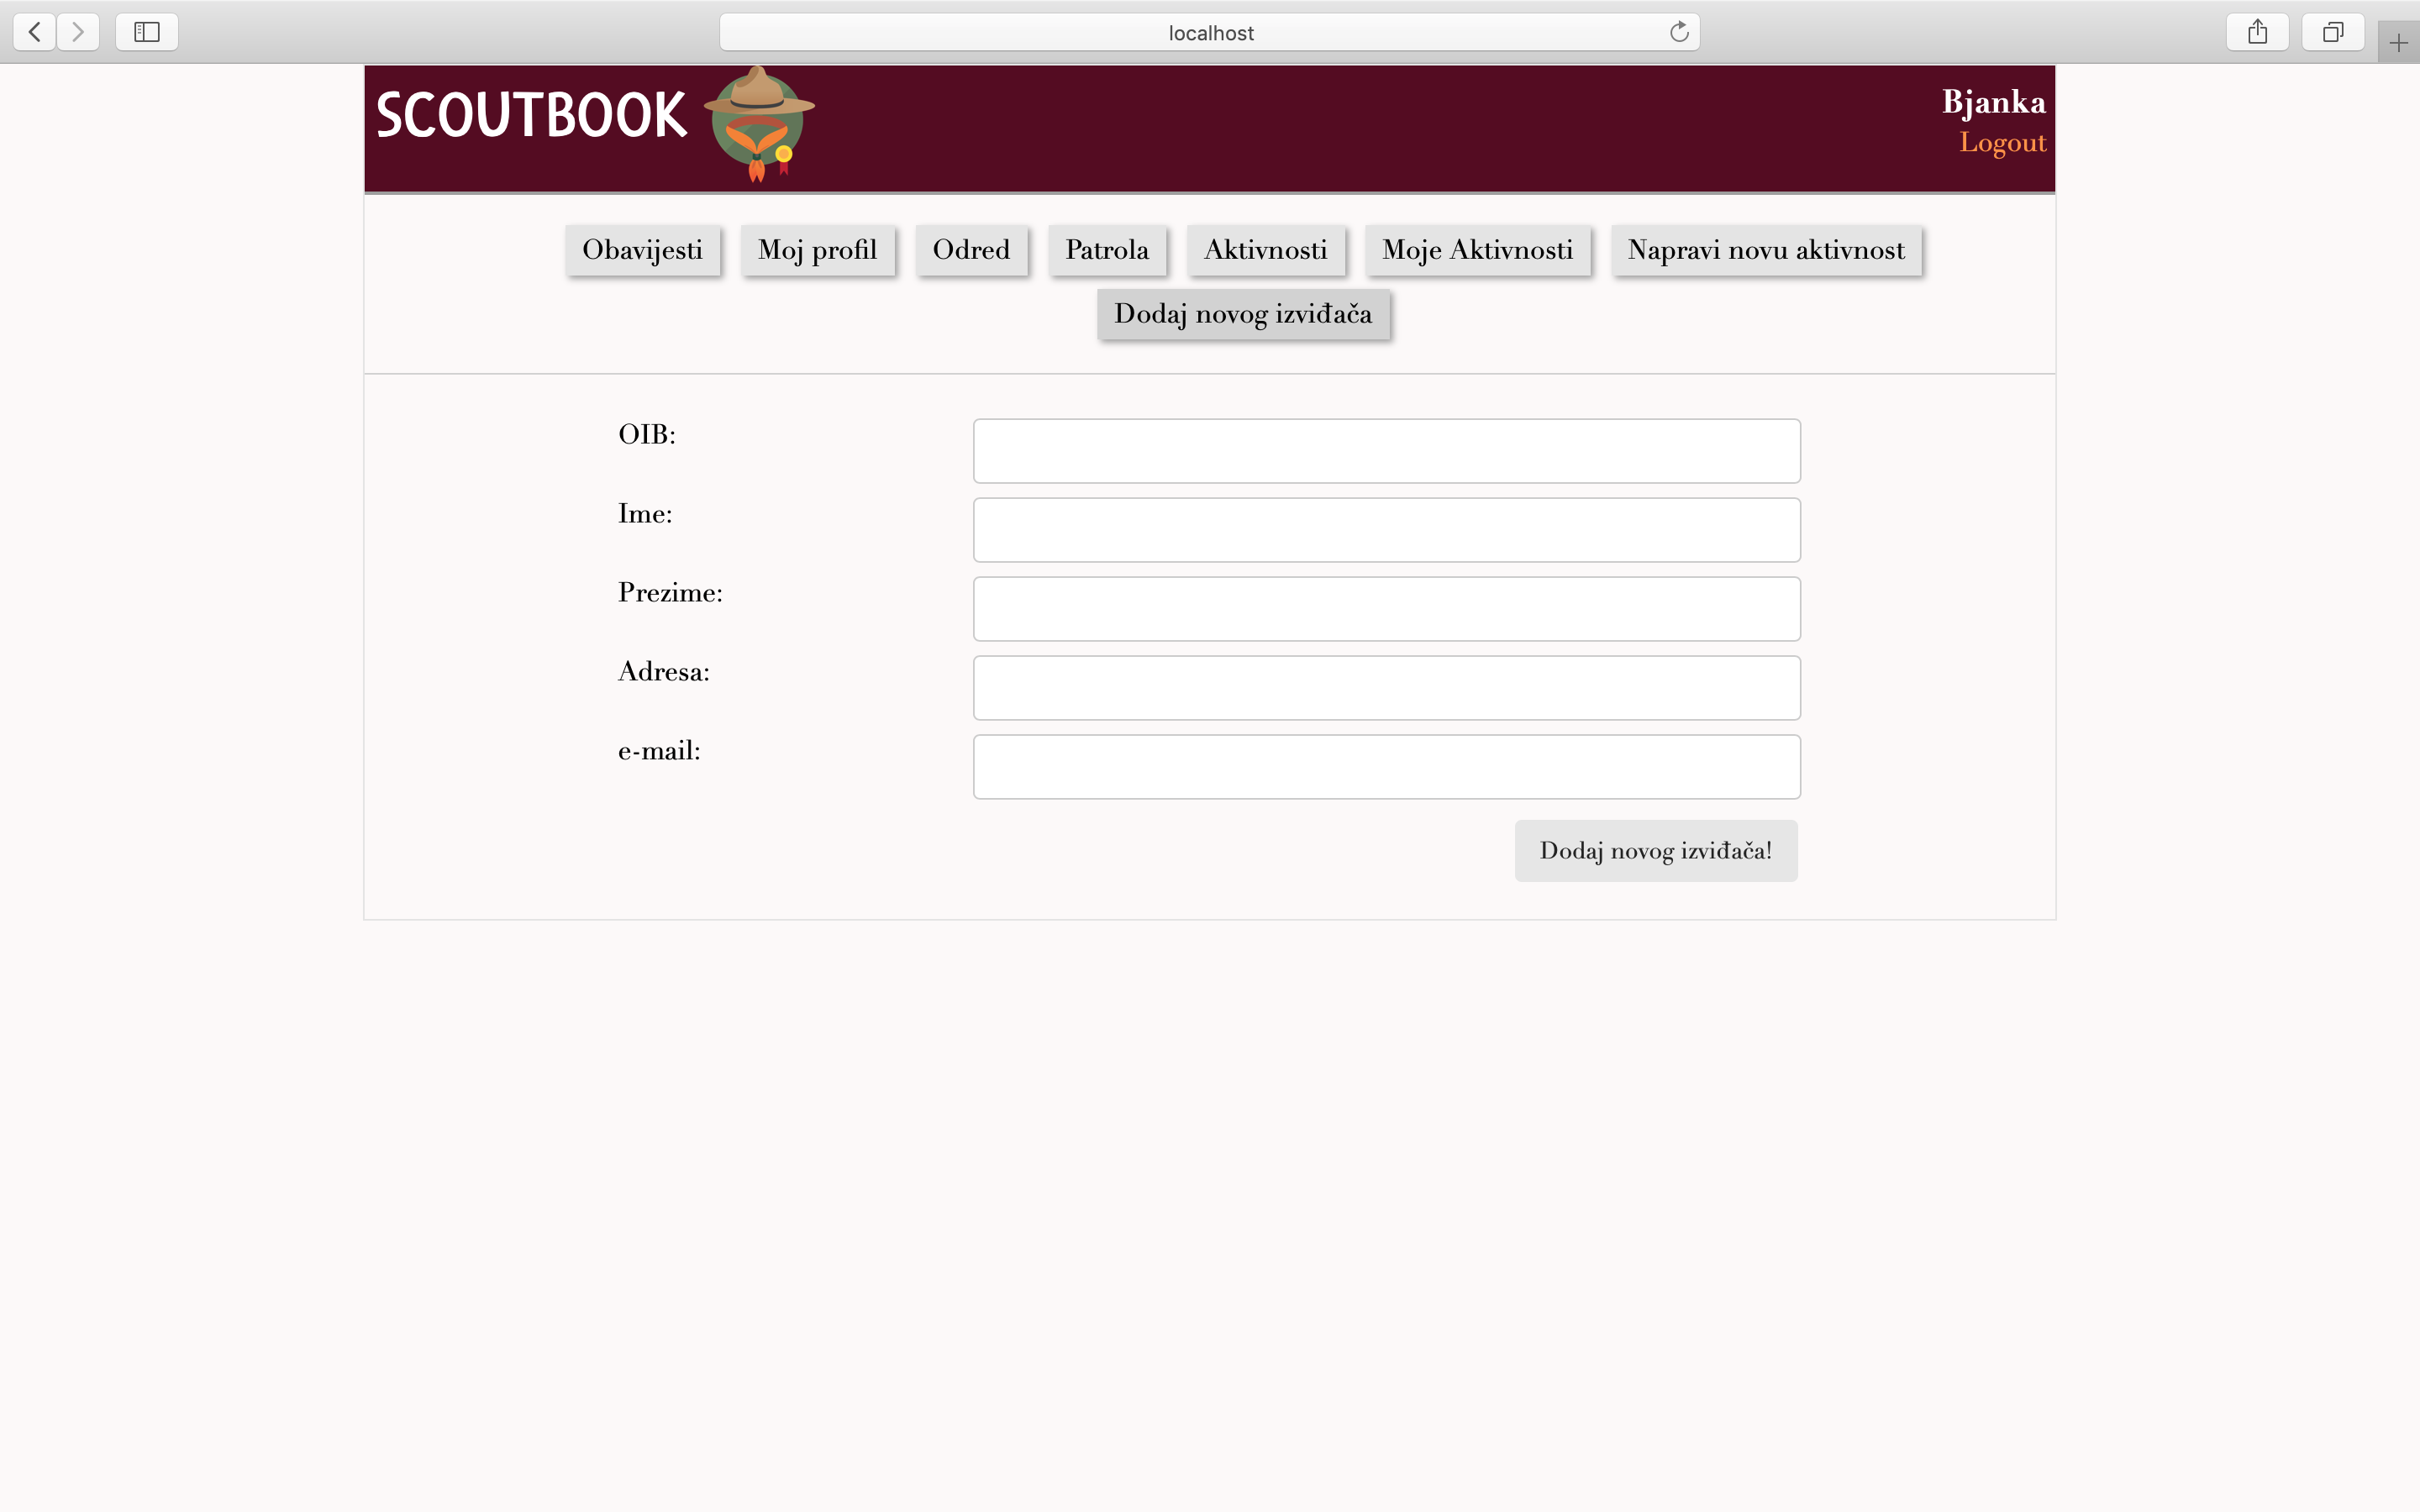 localhost
SCOUTBOOK
Bjanka
Logout
Obavijesti Moj profil Odred Patrola Aktivnosti Moje Aktivnosti Napravi novu aktivnost
Dodaj novog izviđača
OIB:
Ime:
Prezime:
Adresa:
e-mail:
Dodaj novog izviđača!